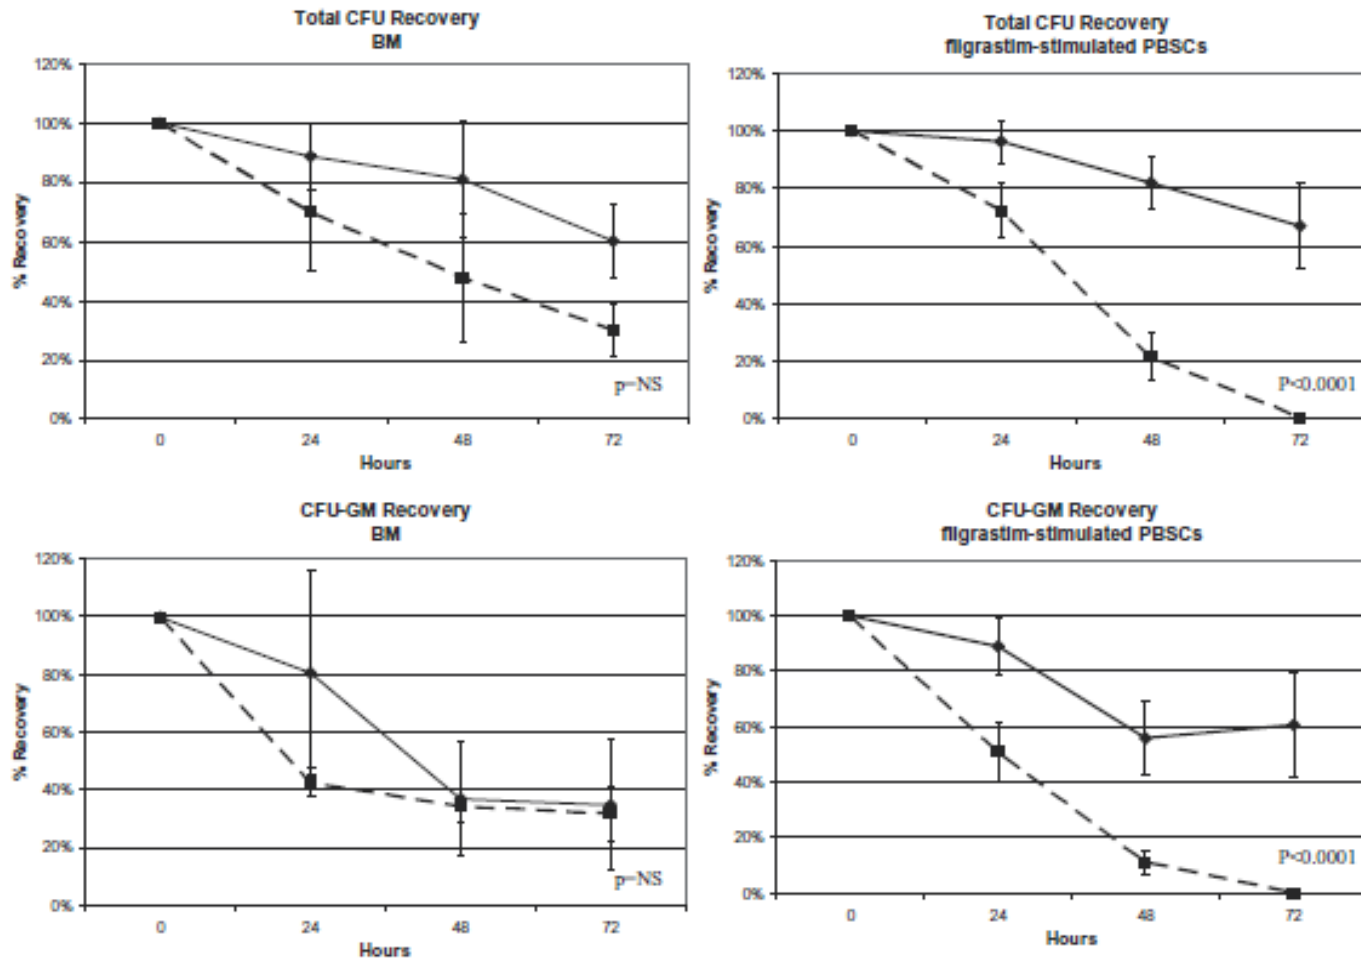 Total CFU Recovery
BM
120%
100%
80%
60%
40%
20%
0%
% Recovery
0 24 48 72
Hours
p=NS
Total CFU Recovery
filgrastim-stimulated PBSCs
120%
100%
80%
60%
40%
20%
0%
% Recovery
0 24 48 72
Hours
P<0.0001
CFU-GM Recovery
BM
120%
100%
80%
60%
40%
20%
0%
% Recovery
0 24 48 72
Hours
p=NS
CFU-GM Recovery
filgrastim-stimulated PBSCs
120%
100%
80%
60%
40%
20%
0%
% Recovery
0 24 48 72
Hours
P<0.0001